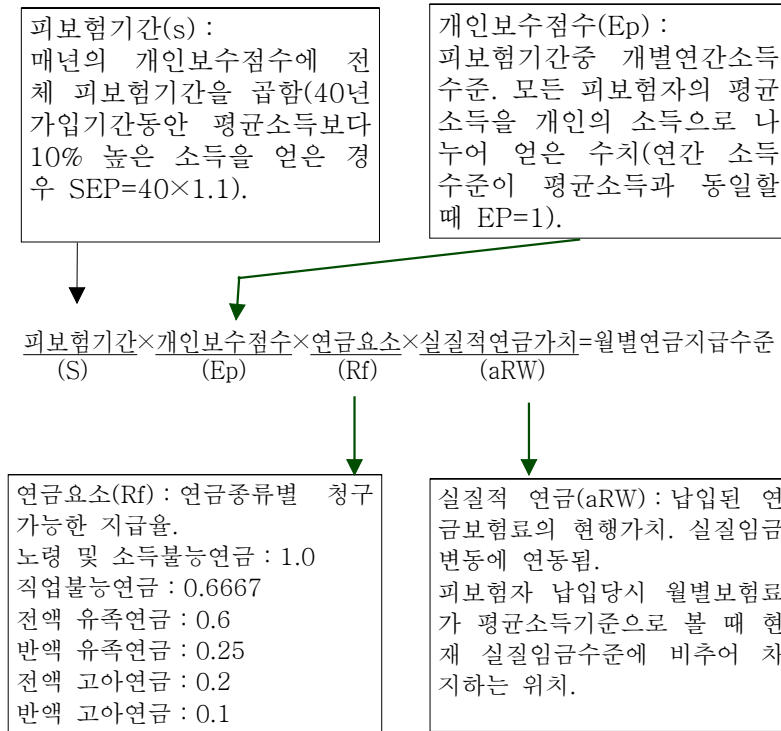 피보험기간(s) :
매년의 개인보수점수에 전
체 피보험기간을 곱함(40년
가입기간동안 평균소득보다
10% 높은 소득을 얻은 경
우 SEP=40×1.1).
개인보수점수(Ep) :
피보험기간중 개별연간소득
수준. 모든 피보험자의 평균
소득을 개인의 소득으로 나
누어 얻은 수치(연간 소득
수준이 평균소득과 동일할
때 EP=1).
피보험기간×개인보수점수×연금요소×실질적연금가치=월별연금지급수준
(S) (Ep) (Rf) (aRW)
연금요소(Rf) : 연금종류별 청구
가능한 지급율.
노령 및 소득불능연금 : 1.0
직업불능연금 : 0.6667
전액 유족연금 : 0.6
반액 유족연금 : 0.25
전액 고아연금 : 0.2
반액 고아연금 : 0.1
실질적 연금(aRW) : 납입된 연
금보험료의 현행가치. 실질임금
변동에 연동됨.
피보험자 납입당시 월별보험료
가 평균소득기준으로 볼 때 현
재 실질임금수준에 비추어 차
지하는 위치.